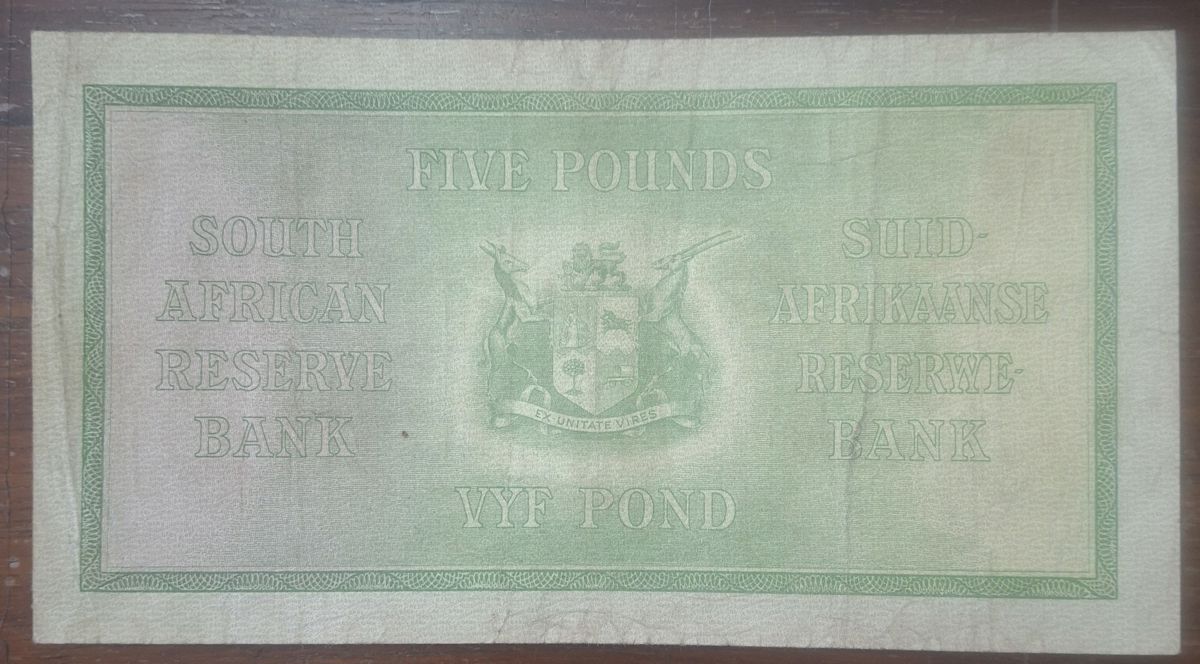 FIVE POUNDS
SOUTH
AFRICAN
RESERVE
BANK
EX·UNITATE VIRES
SUID-
AFRIKAANSE
RESERWE-
BANK
VYF POND